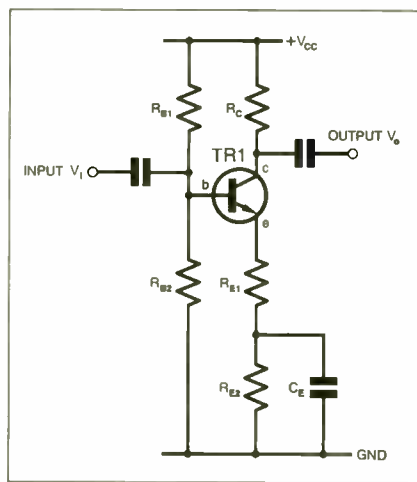 +Vcc
RB1
RC
OUTPUT Vo
TR1
INPUT VI
c
b
e
RB2
RE1
RE2
CE
GND